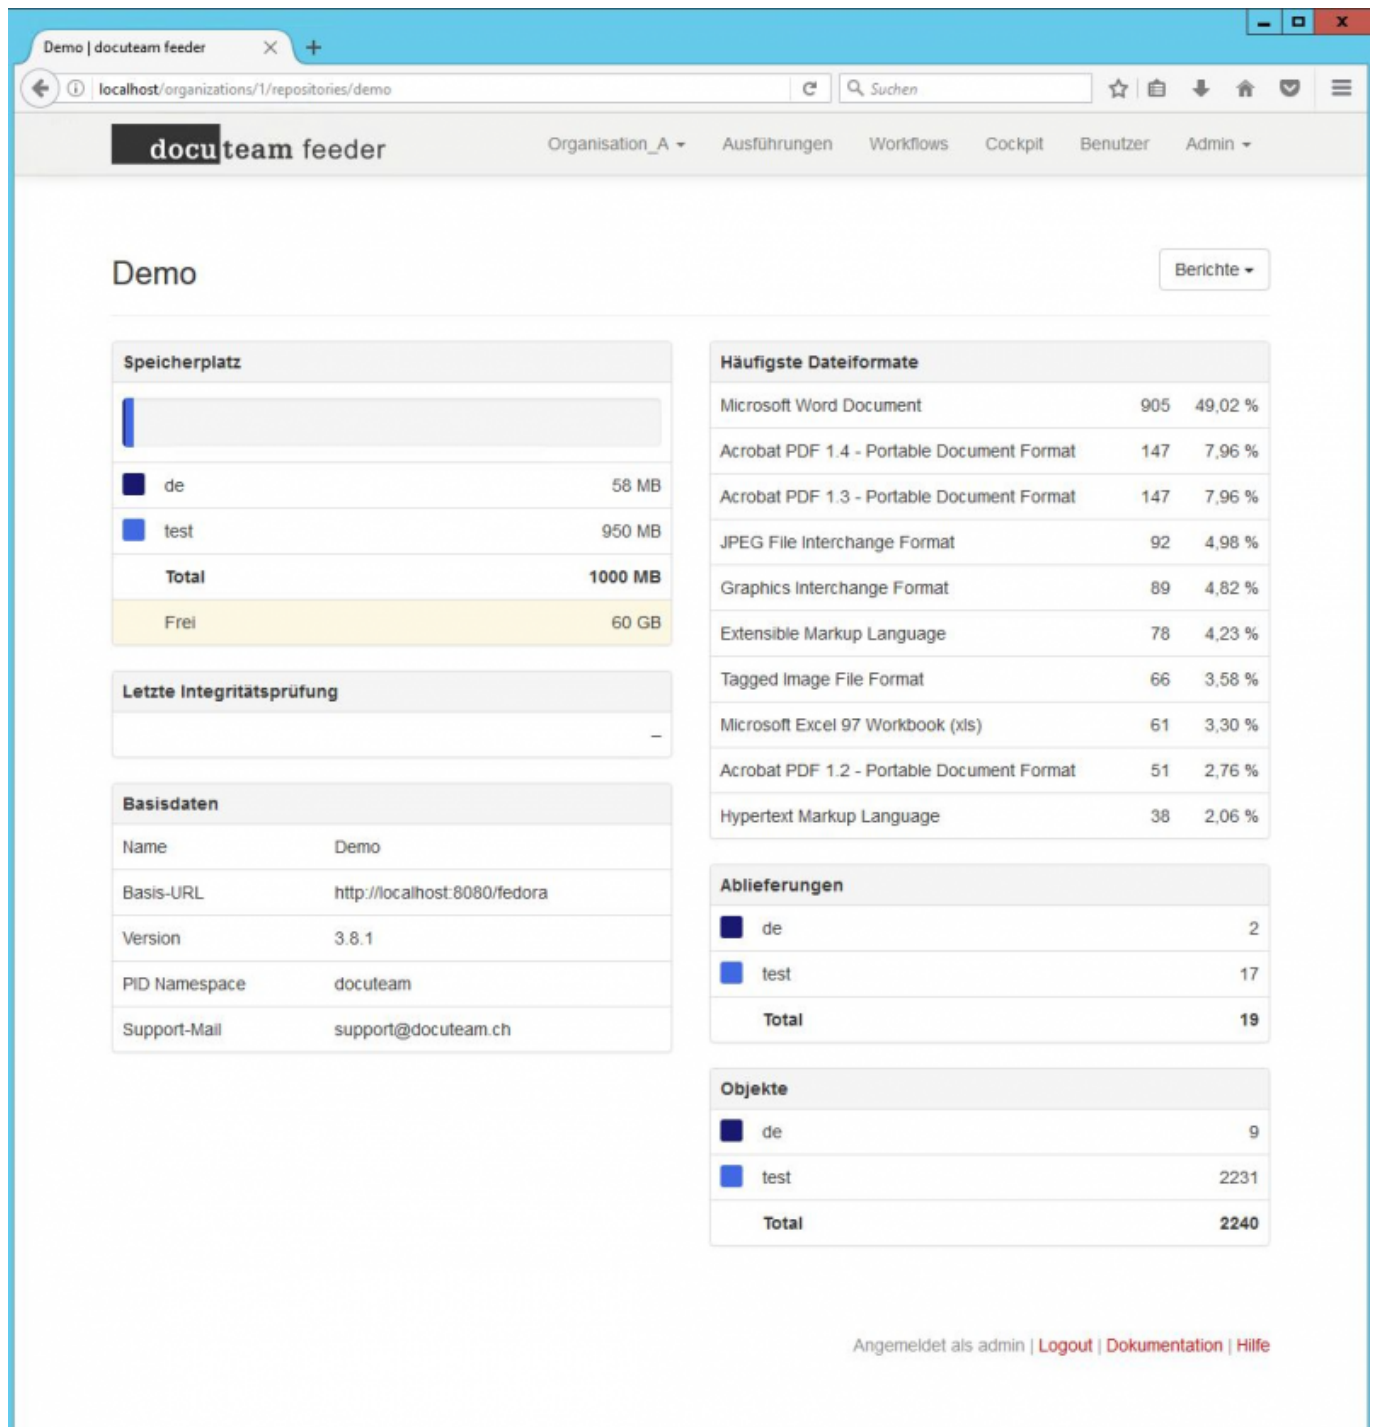 Demo | docuteam feeder
localhost/organizations/1/repositories/demo
Suchen
docuteam feeder
Organisation_A Ausführungen Workflows Cockpit Benutzer Admin
Demo
Berichte
Speicherplatz
de 58 MB
test 950 MB
Total 1000 MB
Frei 60 GB
Letzte Integritätsprüfung
–
Basisdaten
Name Demo
Basis-URL http://localhost:8080/fedora
Version 3.8.1
PID Namespace docuteam
Support-Mail support@docuteam.ch
Häufigste Dateiformate
Microsoft Word Document 905 49,02 %
Acrobat PDF 1.4 - Portable Document Format 147 7,96 %
Acrobat PDF 1.3 - Portable Document Format 147 7,96 %
JPEG File Interchange Format 92 4,98 %
Graphics Interchange Format 89 4,82 %
Extensible Markup Language 78 4,23 %
Tagged Image File Format 66 3,58 %
Microsoft Excel 97 Workbook (xls) 61 3,30 %
Acrobat PDF 1.2 - Portable Document Format 51 2,76 %
Hypertext Markup Language 38 2,06 %
Ablieferungen
de 2
test 17
Total 19
Objekte
de 9
test 2231
Total 2240
Angemeldet als admin | Logout | Dokumentation | Hilfe